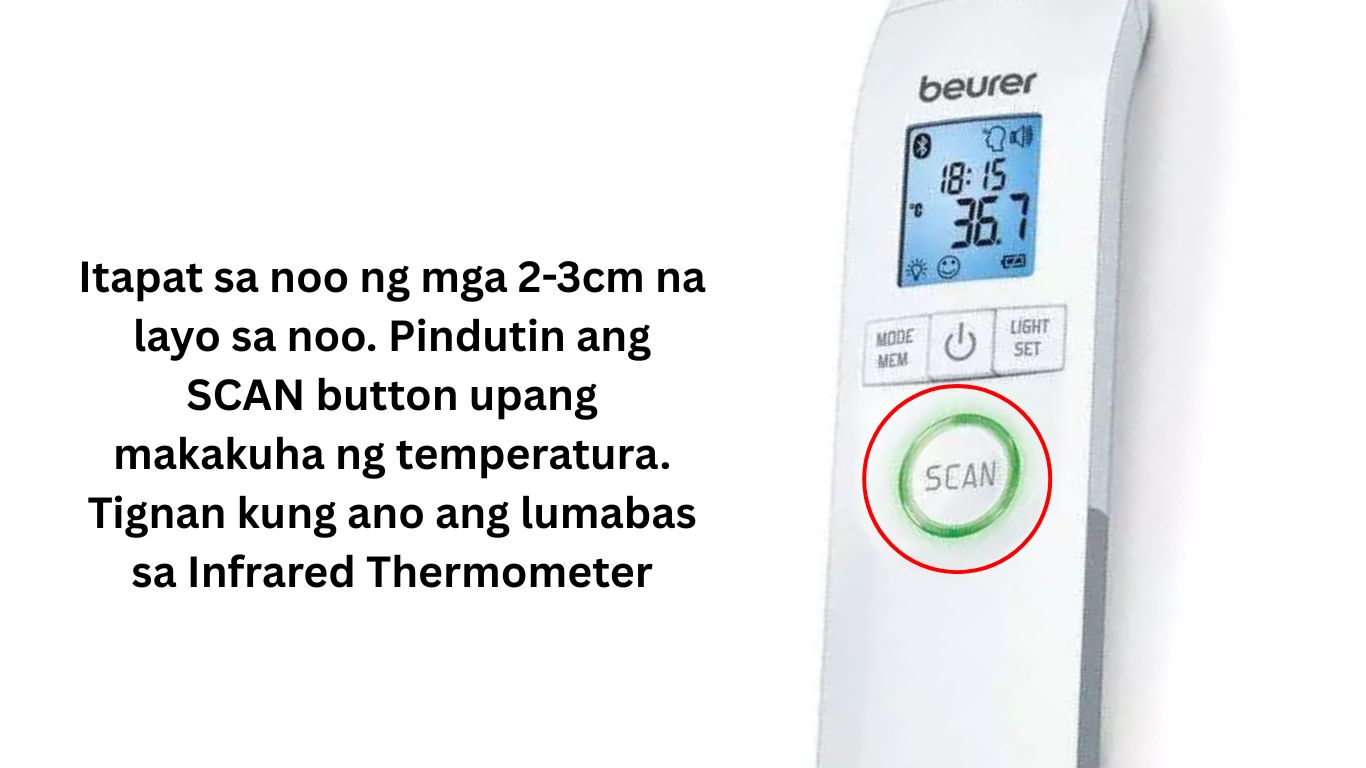 Itapat sa noo ng mga 2-3cm na
layo sa noo. Pindutin ang
SCAN button upang
makakuha ng temperatura.
Tignan kung ano ang lumabas
sa Infrared Thermometer
beurer
18:15
°C
36.7
MODE
MEM
LIGHT
SET
SCAN